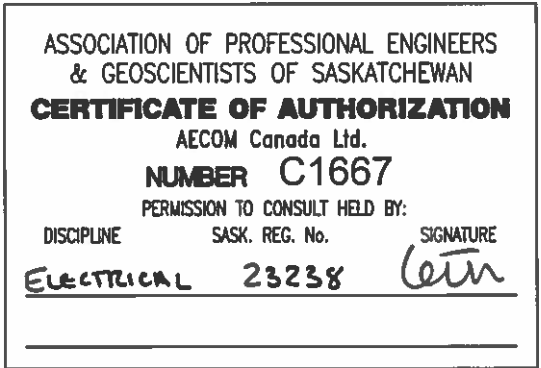 ASSOCIATION OF PROFESSIONAL ENGINEERS
& GEOSCIENTISTS OF SASKATCHEWAN
CERTIFICATE OF AUTHORIZATION
AECOM Canada Ltd.
NUMBER C1667
PERMISSION TO CONSULT HELD BY:
DISCIPLINE SASK. REG. No. SIGNATURE
ELECTRICAL 23238